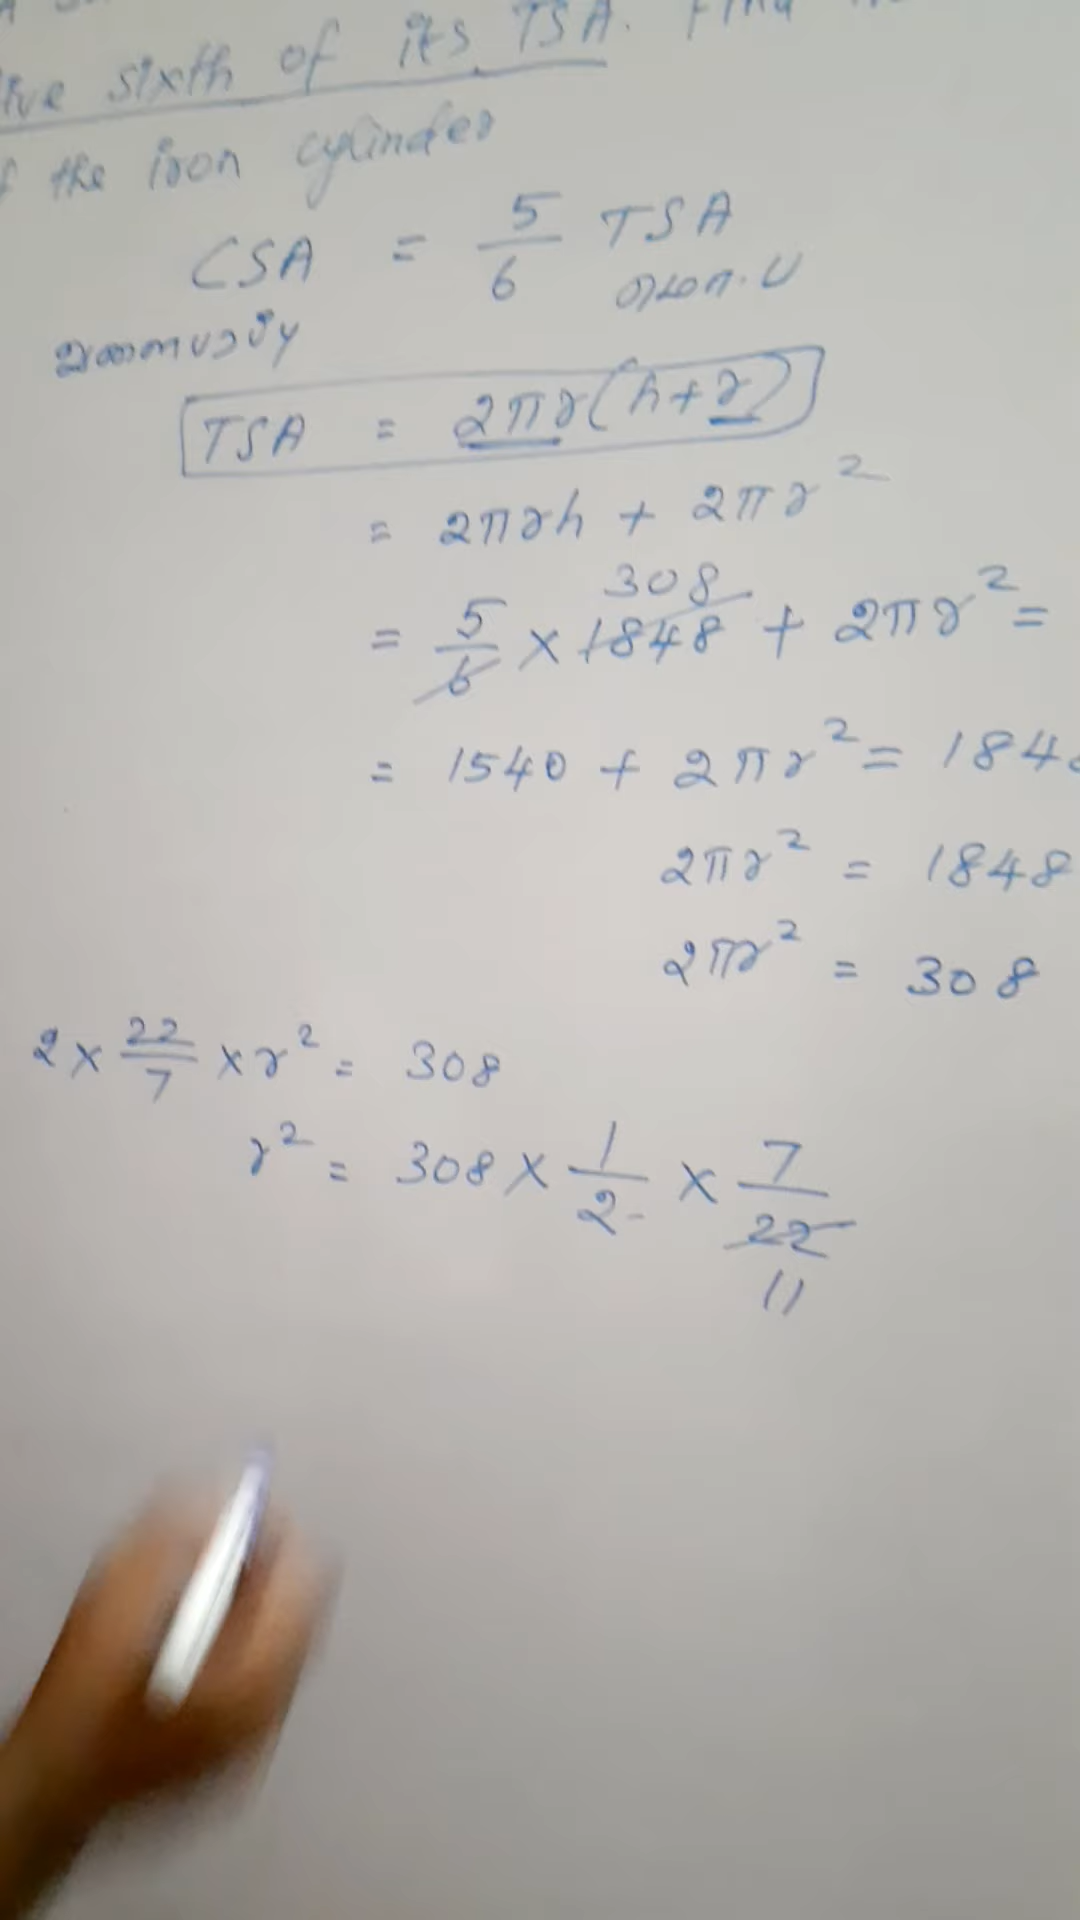 sixth of its TSA. Find
the iron cylinder
CSA = 5/6 TSA
TSA = 2πr(h+r)
= 2πrh + 2πr²
308
= 5/6 × 1848 + 2πr² =
= 1540 + 2πr² = 184
2πr² = 1848
2πr² = 308
2 × 22/7 × r² = 308
r² = 308 × 1/2 × 7/22
11